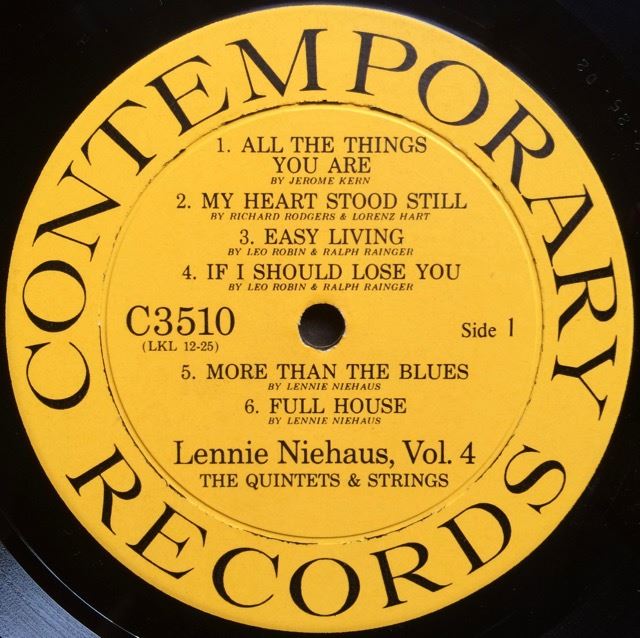 CONTEMPORARY
1. ALL THE THINGS
YOU ARE
BY JEROME KERN
2. MY HEART STOOD STILL
BY RICHARD RODGERS & LORENZ HART
3. EASY LIVING
BY LEO ROBIN & RALPH RAINGER
4. IF I SHOULD LOSE YOU
BY LEO ROBIN & RALPH RAINGER
C3510
(LKL 12-25)
Side 1
5. MORE THAN THE BLUES
BY LENNIE NIEHAUS
6. FULL HOUSE
BY LENNIE NIEHAUS
Lennie Niehaus, Vol. 4
THE QUINTETS & STRINGS
RECORDS